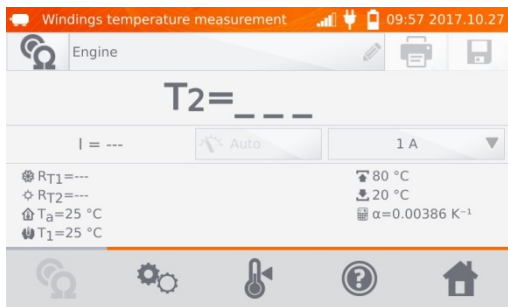 Windings temperature measurement 09:57 2017.10.27
Engine
T2=_ _ _
I = --- Auto 1 A
RT1=--- 80 °C
RT2=--- 20 °C
Ta=25 °C α=0.00386 K⁻¹
T1=25 °C